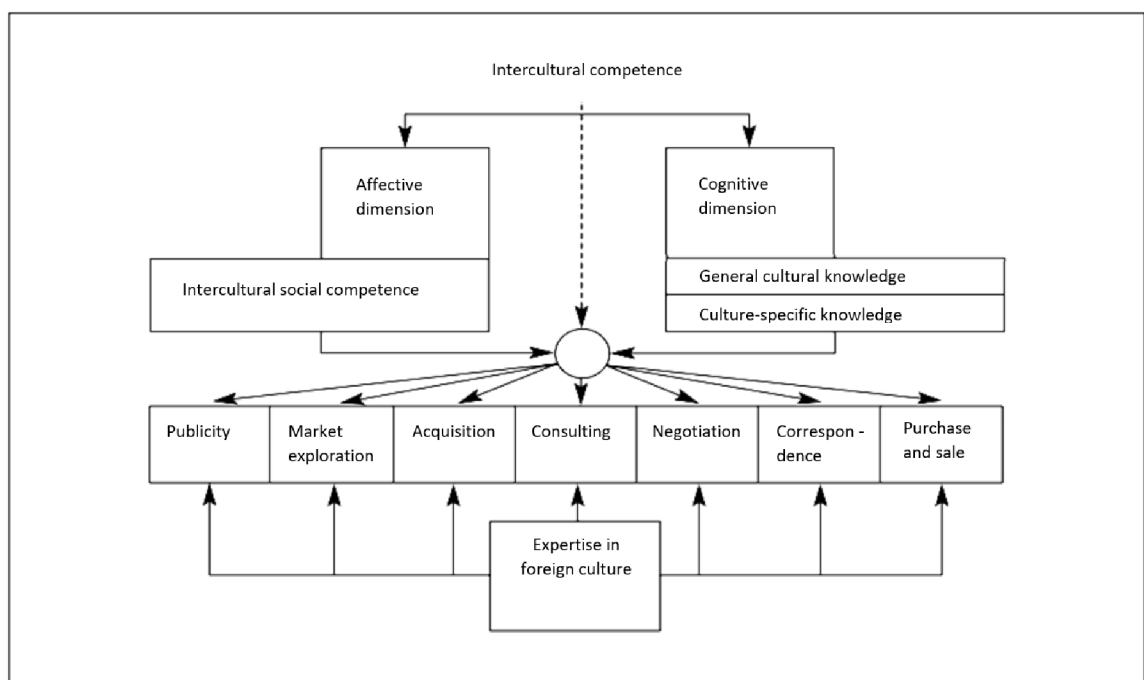 Intercultural competence
Affective
dimension
Cognitive
dimension
Intercultural social competence
General cultural knowledge
Culture-specific knowledge
Publicity
Market
exploration
Acquisition
Consulting
Negotiation
Correspon -
dence
Purchase
and sale
Expertise in
foreign culture